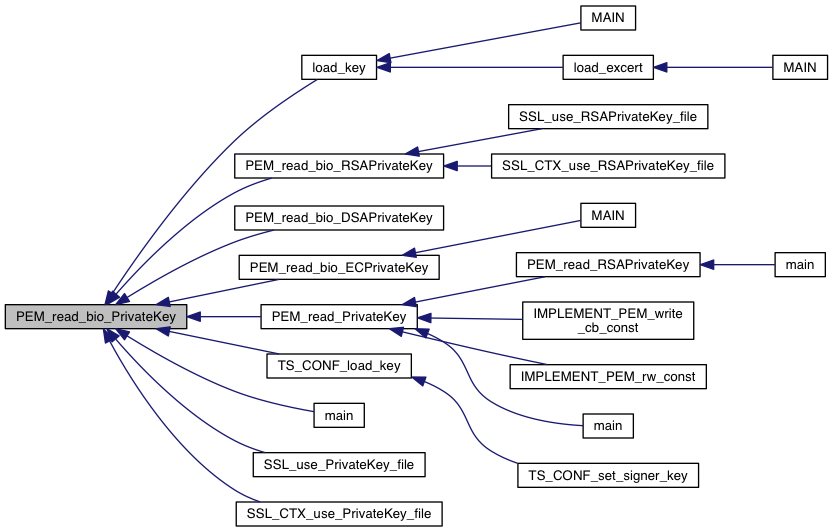 MAIN
load_key
load_excert
MAIN
SSL_use_RSAPrivateKey_file
PEM_read_bio_RSAPrivateKey
SSL_CTX_use_RSAPrivateKey_file
PEM_read_bio_DSAPrivateKey
MAIN
PEM_read_bio_ECPrivateKey
PEM_read_RSAPrivateKey
main
PEM_read_bio_PrivateKey
PEM_read_PrivateKey
IMPLEMENT_PEM_write
_cb_const
TS_CONF_load_key
IMPLEMENT_PEM_rw_const
main
main
SSL_use_PrivateKey_file
TS_CONF_set_signer_key
SSL_CTX_use_PrivateKey_file